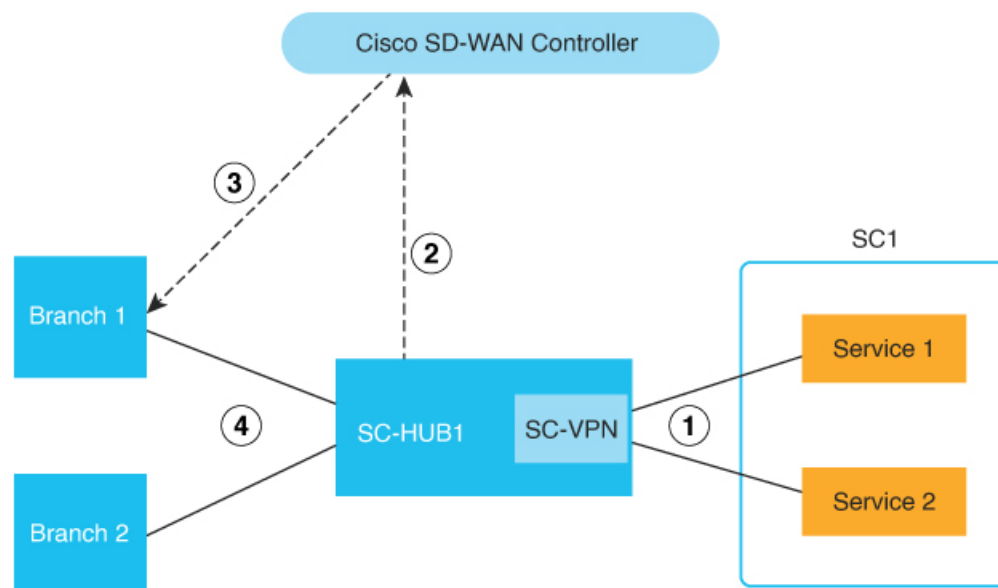 Cisco SD-WAN Controller
3
2
SC1
Branch 1
Service 1
4
SC-HUB1
SC-VPN
1
Branch 2
Service 2